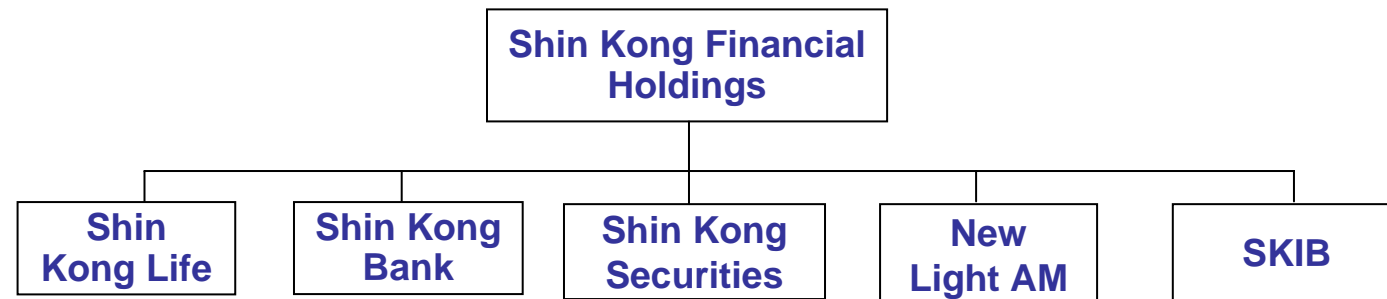 Shin Kong Financial
Holdings
Shin
Kong Life
Shin Kong
Bank
Shin Kong
Securities
New
Light AM
SKIB